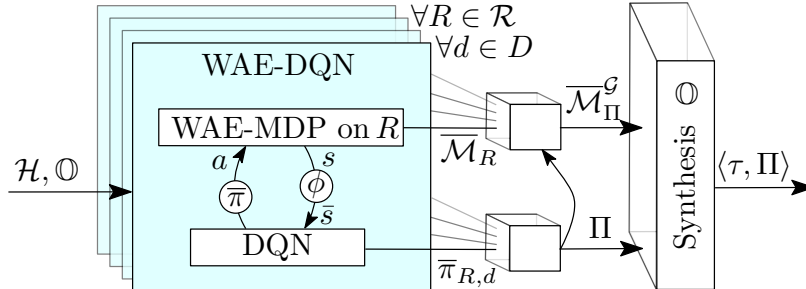 ∀R ∈ ℛ
∀d ∈ D
WAE-DQN
WAE-MDP on R
ℋ, 𝕆
a
s
π̅
ϕ
s̅
DQN
ℳ̅_R
π̅_{R,d}
ℳ̅_Π^𝒢
Π
Synthesis 𝕆
⟨τ, Π⟩